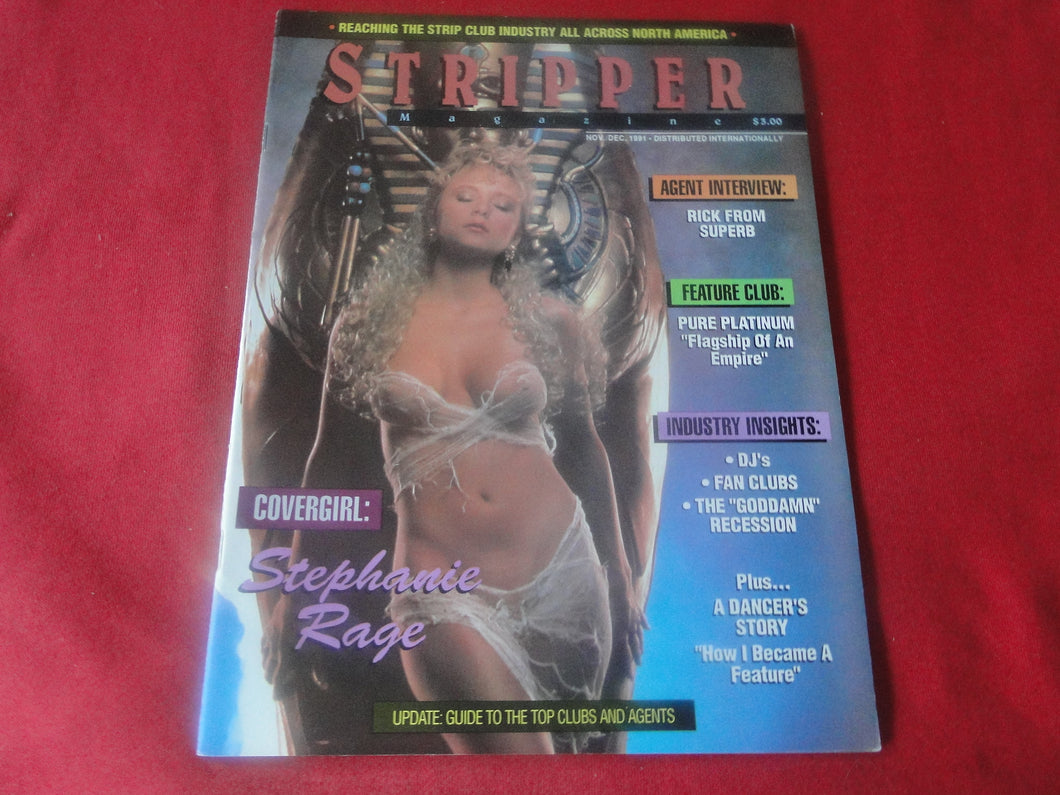 • REACHING THE STRIP CLUB INDUSTRY ALL ACROSS NORTH AMERICA •
STRIPPER
Magazine $3.00
NOV. DEC. 1991 - DISTRIBUTED INTERNATIONALLY
AGENT INTERVIEW:
RICK FROM
SUPERB
FEATURE CLUB:
PURE PLATINUM
"Flagship Of An
Empire"
INDUSTRY INSIGHTS:
• DJ's
• FAN CLUBS
• THE "GODDAMN"
RECESSION
COVERGIRL:
Stephanie
Rage
Plus...
A DANCER'S
STORY
"How I Became A
Feature"
UPDATE: GUIDE TO THE TOP CLUBS AND AGENTS